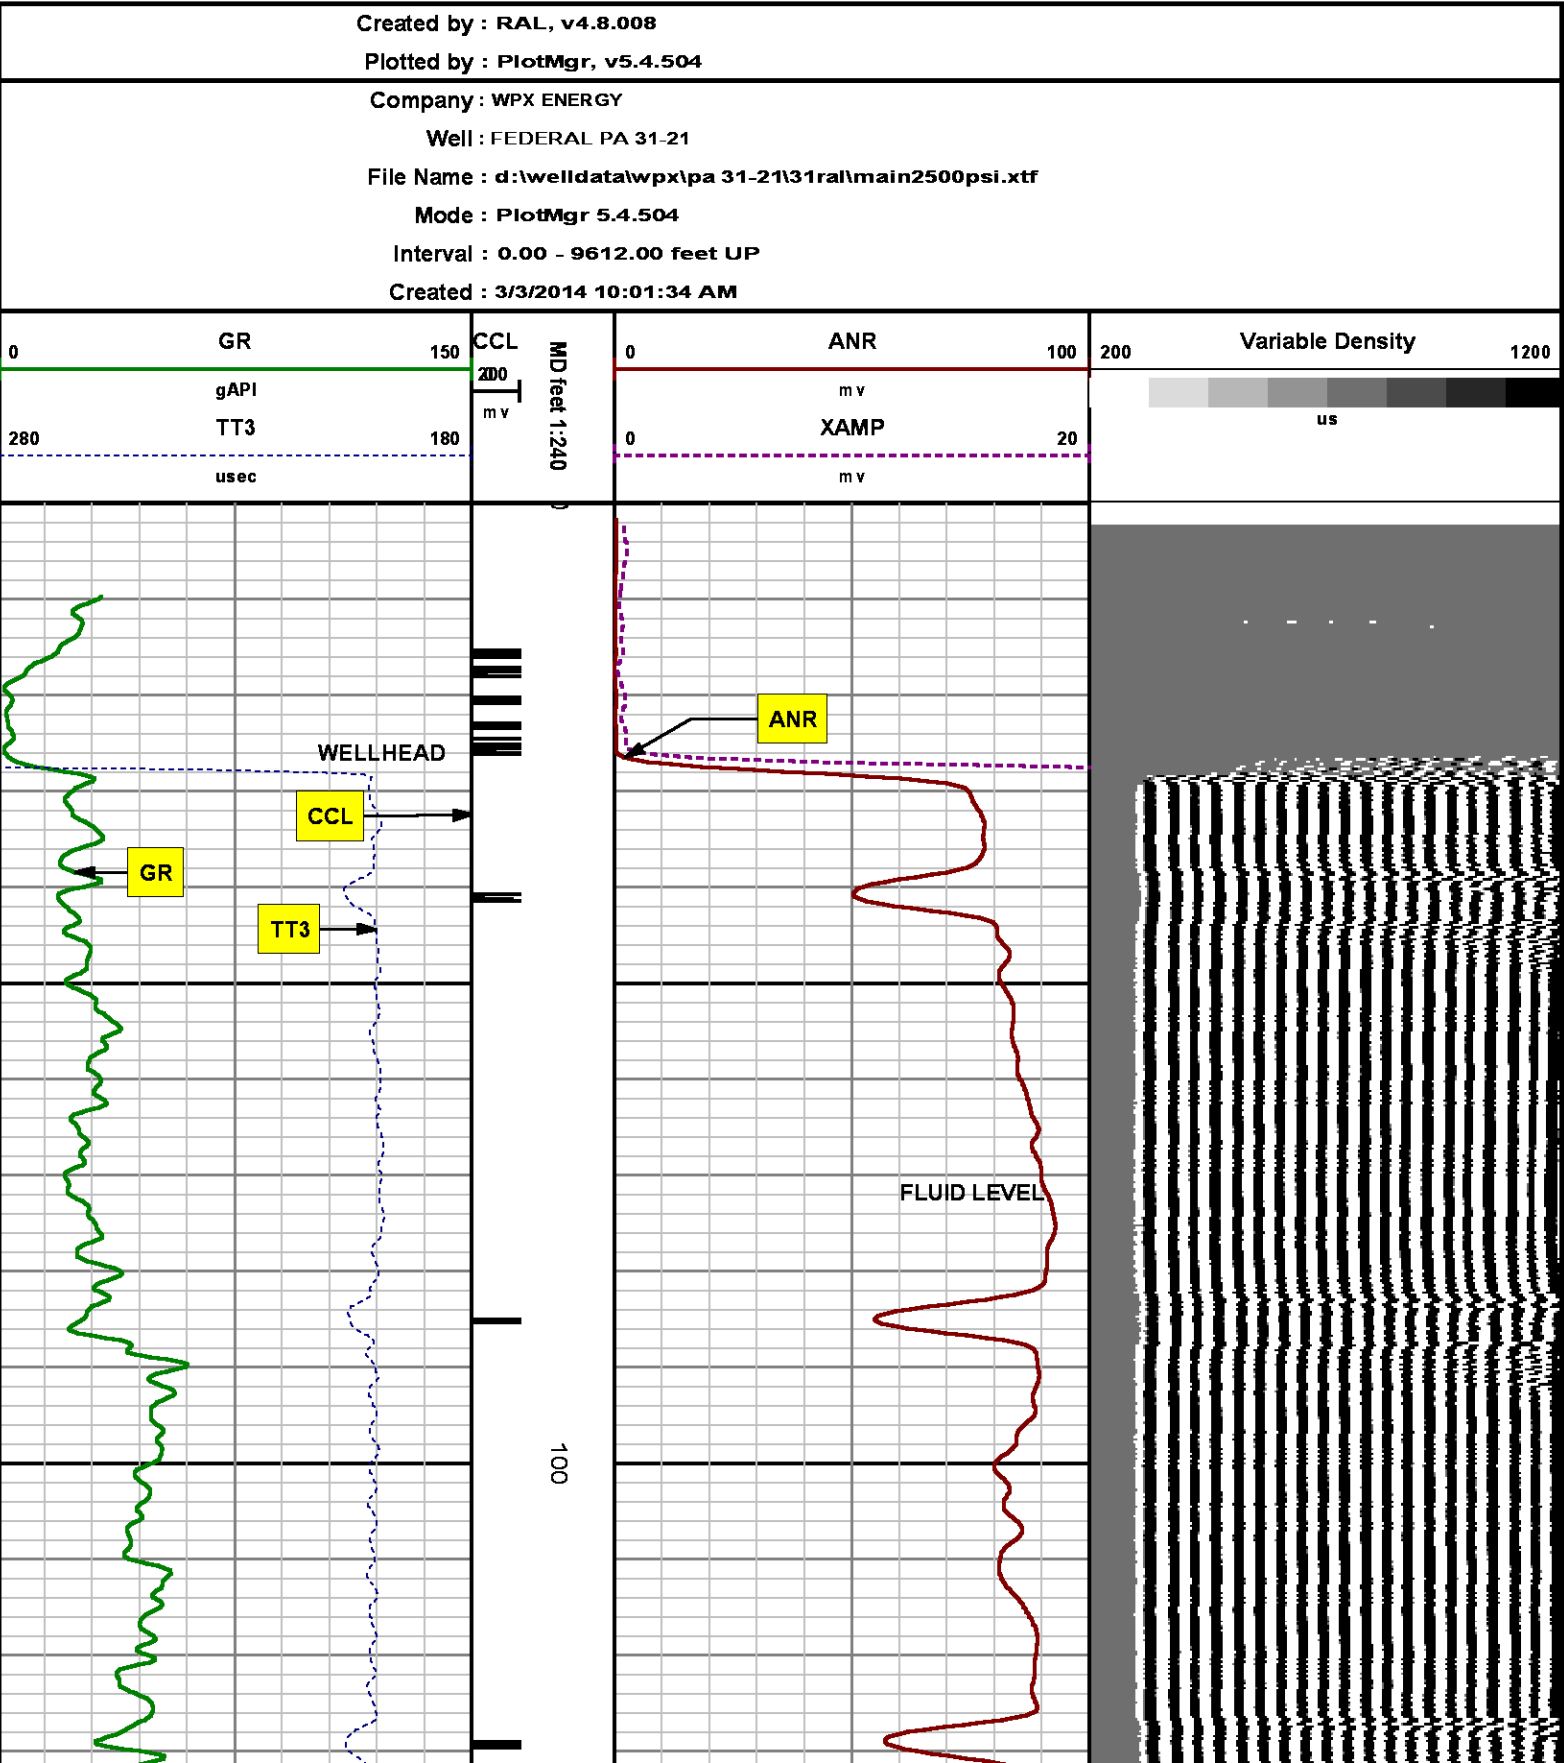 Created by : RAL, v4.8.008
Plotted by : PlotMgr, v5.4.504
Company : WPX ENERGY
Well : FEDERAL PA 31-21
File Name : d:\welldata\wpx\pa 31-21\31ral\main2500psi.xtf
Mode : PlotMgr 5.4.504
Interval : 0.00 - 9612.00 feet UP
Created : 3/3/2014 10:01:34 AM
0 GR 150
gAPI
280 TT3 180
usec
CCL
mv
MD feet 1:240
0 ANR 100
mv
0 XAMP 20
mv
200 Variable Density 1200
us
0
ANR
WELLHEAD
CCL
GR
TT3
FLUID LEVEL
100